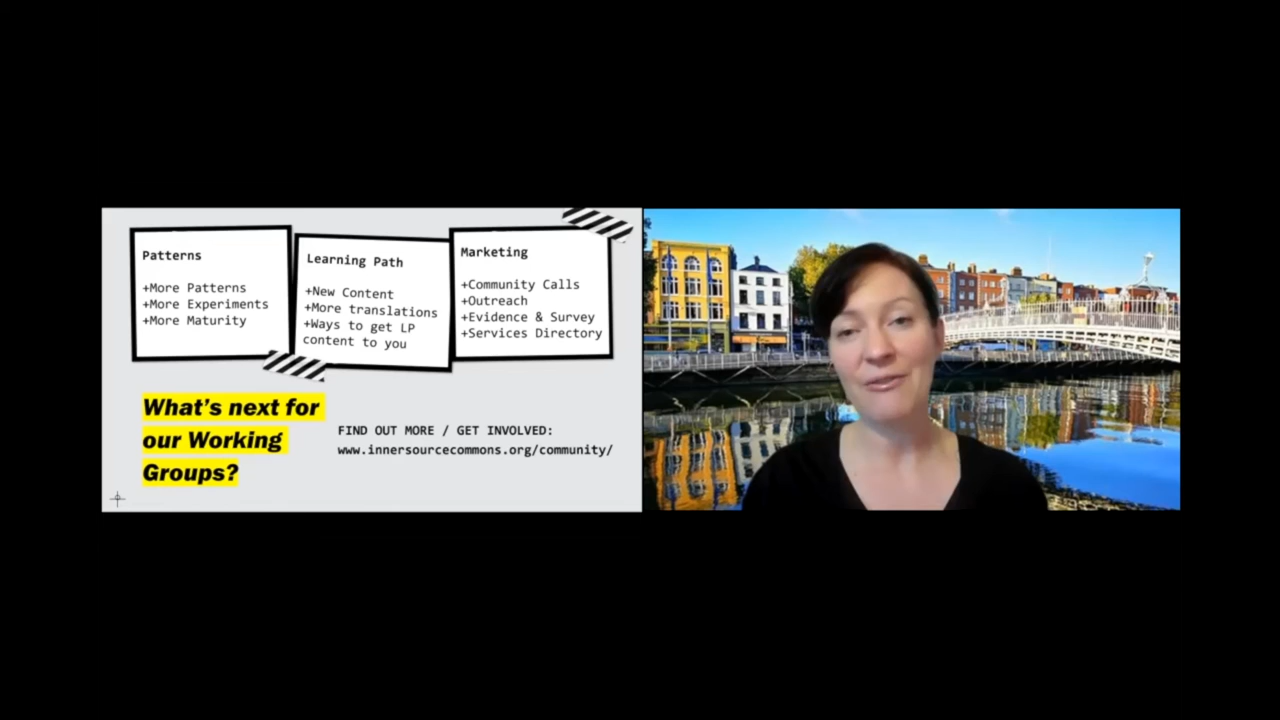 Patterns
+More Patterns
+More Experiments
+More Maturity
Learning Path
+New Content
+More translations
+Ways to get LP
content to you
Marketing
+Community Calls
+Outreach
+Evidence & Survey
+Services Directory
What's next for
our Working
Groups?
FIND OUT MORE / GET INVOLVED:
www.innersourcecommons.org/community/